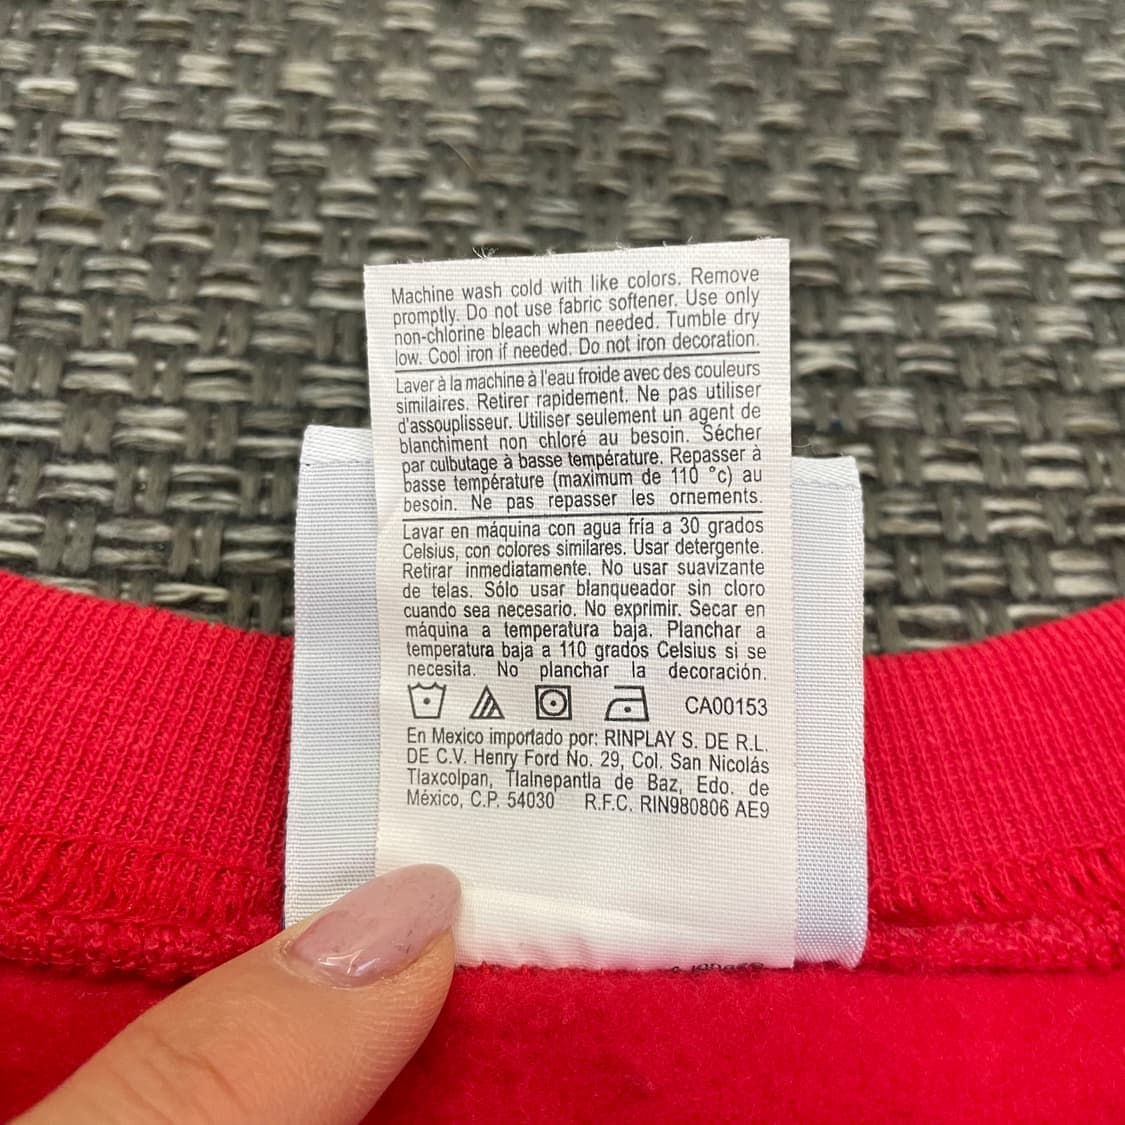 Machine wash cold with like colors. Remove
promptly. Do not use fabric softener. Use only
non-chlorine bleach when needed. Tumble dry
low. Cool iron if needed. Do not iron decoration.
Laver à la machine à l'eau froide avec des couleurs
similaires. Retirer rapidement. Ne pas utiliser
d'assouplisseur. Utiliser seulement un agent de
blanchiment non chloré au besoin. Sécher
par culbutage à basse température. Repasser à
basse température (maximum de 110 °c) au
besoin. Ne pas repasser les ornements.
Lavar en máquina con agua fría a 30 grados
Celsius, con colores similares. Usar detergente.
Retirar inmediatamente. No usar suavizante
de telas. Sólo usar blanqueador sin cloro
cuando sea necesario. No exprimir. Secar en
máquina a temperatura baja. Planchar a
temperatura baja a 110 grados Celsius si se
necesita. No planchar la decoración.
CA00153
En Mexico importado por: RINPLAY S. DE R.L.
DE C.V. Henry Ford No. 29, Col. San Nicolás
Tlaxcolpan, Tlalnepantla de Baz, Edo. de
México, C.P. 54030 R.F.C. RIN980806 AE9